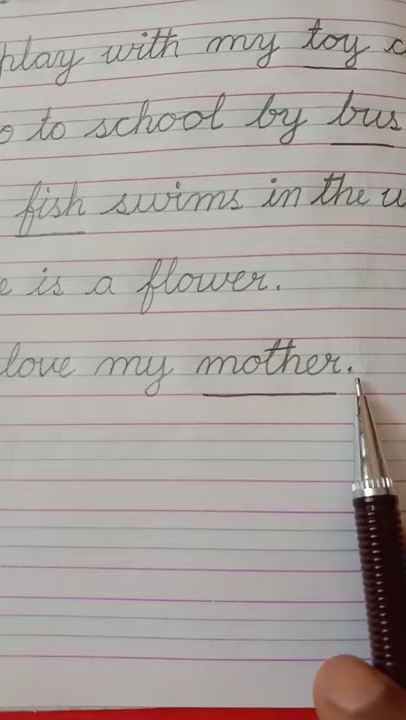 play with my toy
to school by bus
fish swims in the
is a flower.
love my mother.